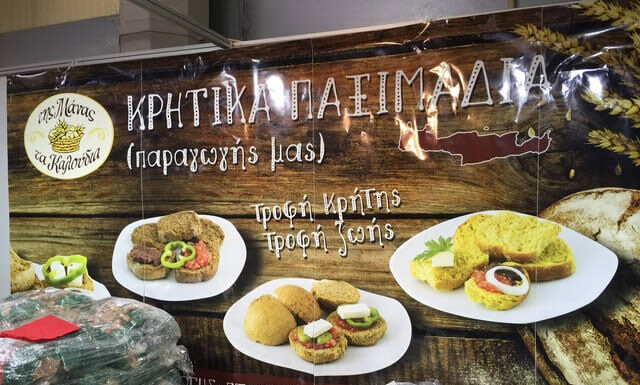 της Μάνας
τα Καλούδια
ΚΡΗΤΙΚΑ ΠΑΞΙΜΑΔΙΑ
(παραγωγής μας)
τροφή κρήτης
τροφή ζωής